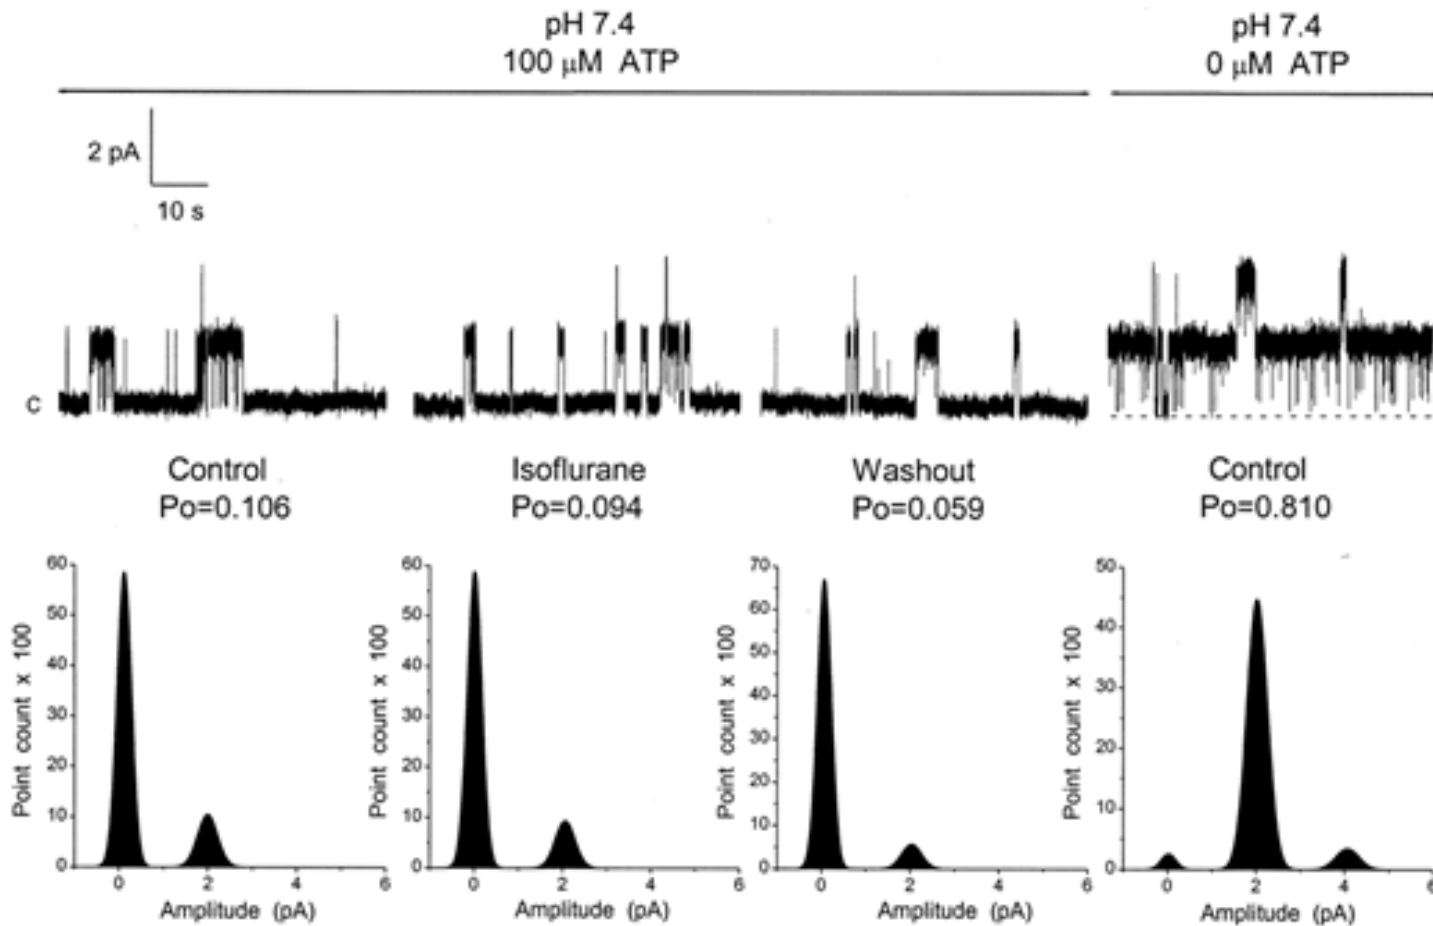 pH 7.4
100 μM ATP
pH 7.4
0 μM ATP
2 pA
10 s
C
Control
Po=0.106
Isoflurane
Po=0.094
Washout
Po=0.059
Control
Po=0.810
Point count x 100
60
50
40
30
20
10
0
0 2 4 6
Amplitude (pA)
Point count x 100
60
50
40
30
20
10
0
0 2 4 6
Amplitude (pA)
Point count x 100
70
60
50
40
30
20
10
0
0 2 4 6
Amplitude (pA)
Point count x 100
50
40
30
20
10
0
0 2 4 6
Amplitude (pA)